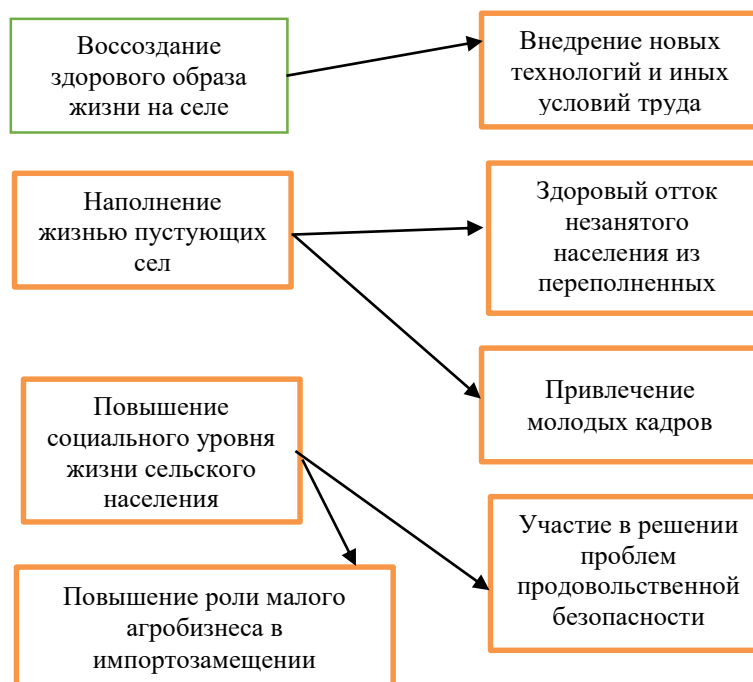 Воссоздание
здорового образа
жизни на селе
Внедрение новых
технологий и иных
условий труда
Наполнение
жизнью пустующих
сел
Здоровый отток
незанятого
населения из
переполненных
Привлечение
молодых кадров
Повышение
социального уровня
жизни сельского
населения
Участие в решении
проблем
продовольственной
безопасности
Повышение роли малого
агробизнеса в
импортозамещении